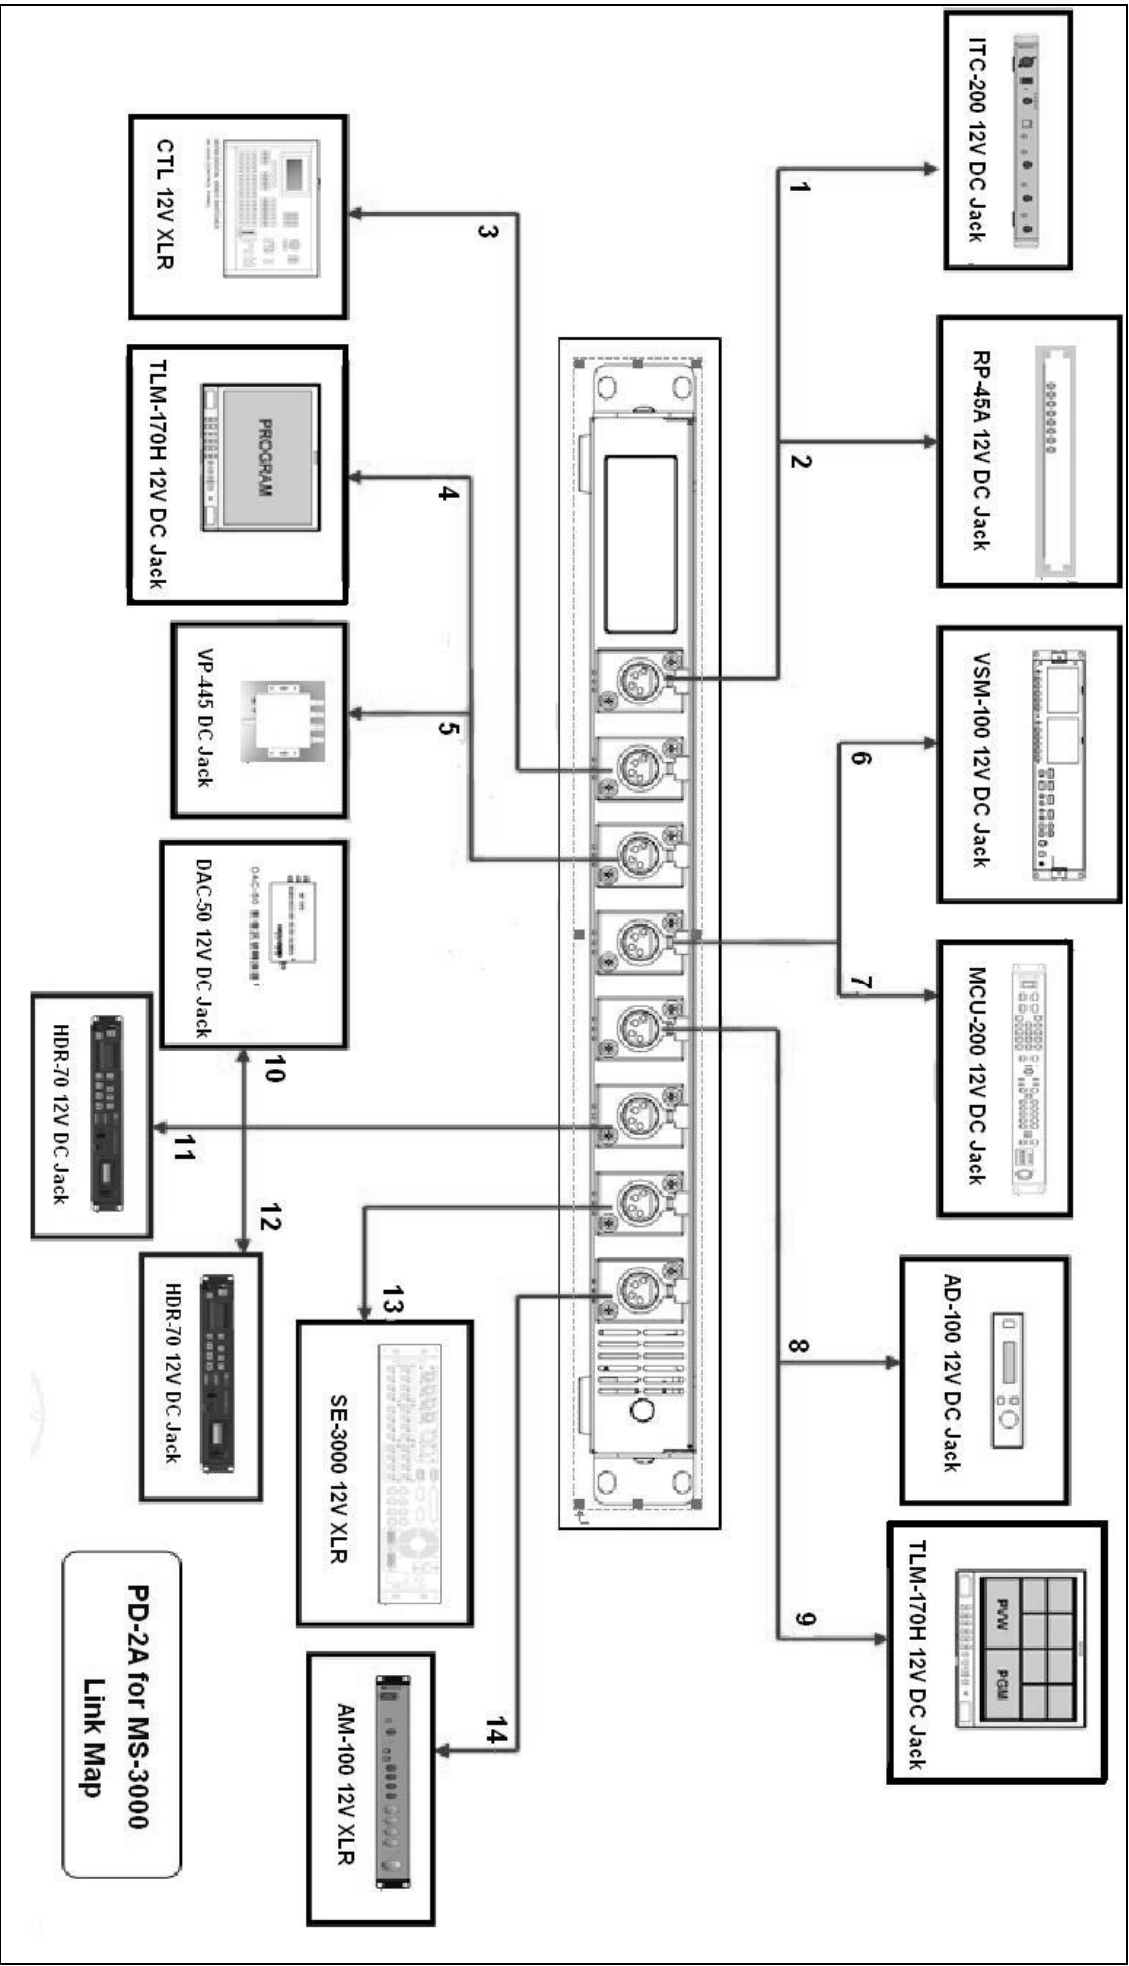 ITC-200 12V DC Jack
RP-45A 12V DC Jack
VSM-100 12V DC Jack
MCU-200 12V DC Jack
AD-100 12V DC Jack
PVW
PGM
TLM-170H 12V DC Jack
1
2
6
7
8
9
3
4
5
10
11
12
13
14
CTL 12V XLR
PROGRAM
TLM-170H 12V DC Jack
VP-445 DC Jack
DAC-50 12V DC Jack
HDR-70 12V DC Jack
HDR-70 12V DC Jack
SE-3000 12V XLR
AM-100 12V XLR
PD-2A for MS-3000
Link Map